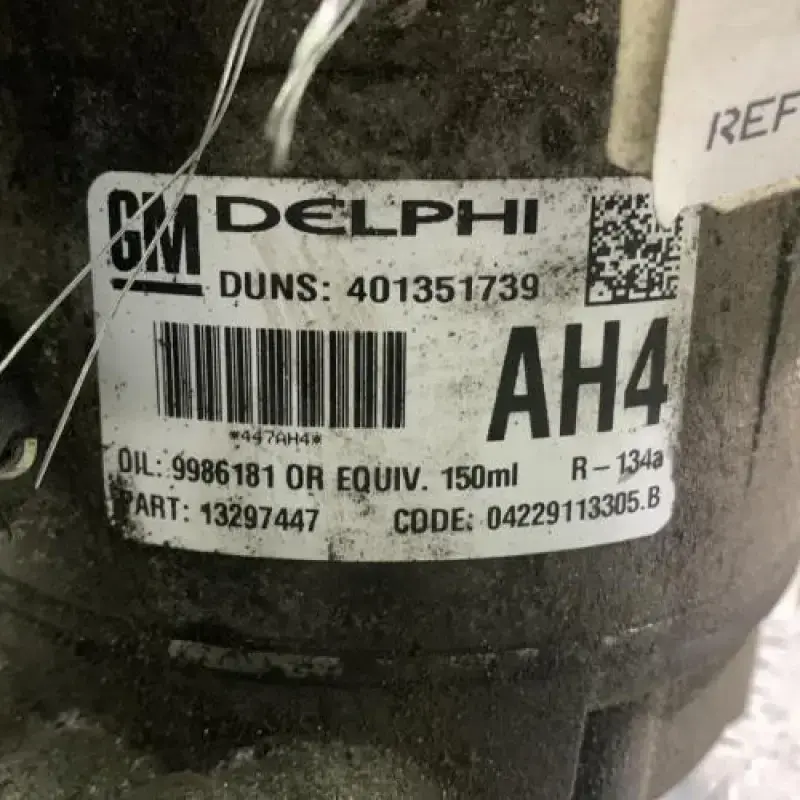 REF
GM DELPHI
DUNS: 401351739
AH4
*447AH4*
OIL: 9986181 OR EQUIV. 150ml R-134a
PART: 13297447 CODE: 04229113305.B